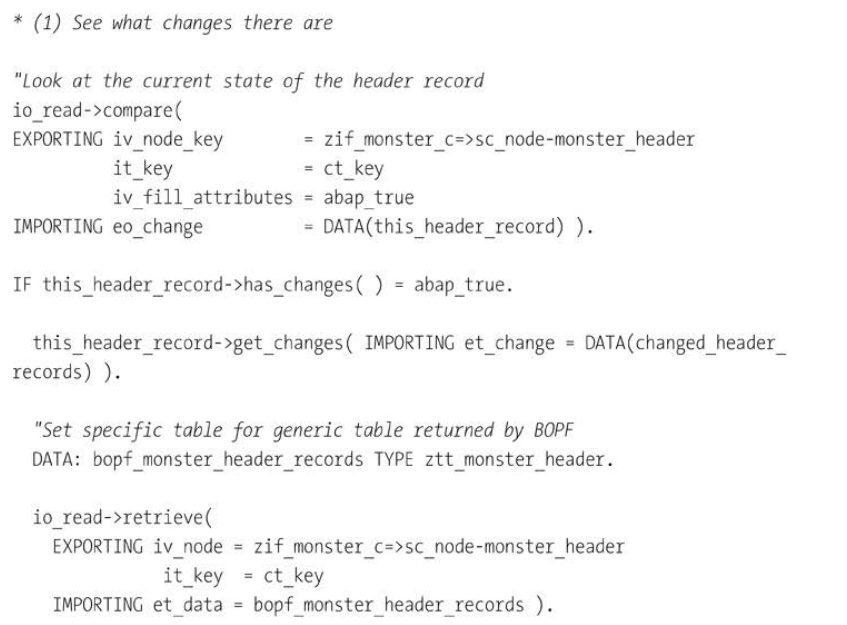 * (1) See what changes there are
"Look at the current state of the header record
io_read->compare(
EXPORTING iv_node_key = zif_monster_c=>sc_node-monster_header
it_key = ct_key
iv_fill_attributes = abap_true
IMPORTING eo_change = DATA(this_header_record) ).
IF this_header_record->has_changes( ) = abap_true.
this_header_record->get_changes( IMPORTING et_change = DATA(changed_header_
records) ).
"Set specific table for generic table returned by BOPF
DATA: bopf_monster_header_records TYPE ztt_monster_header.
io_read->retrieve(
EXPORTING iv_node = zif_monster_c=>sc_node-monster_header
it_key = ct_key
IMPORTING et_data = bopf_monster_header_records ).